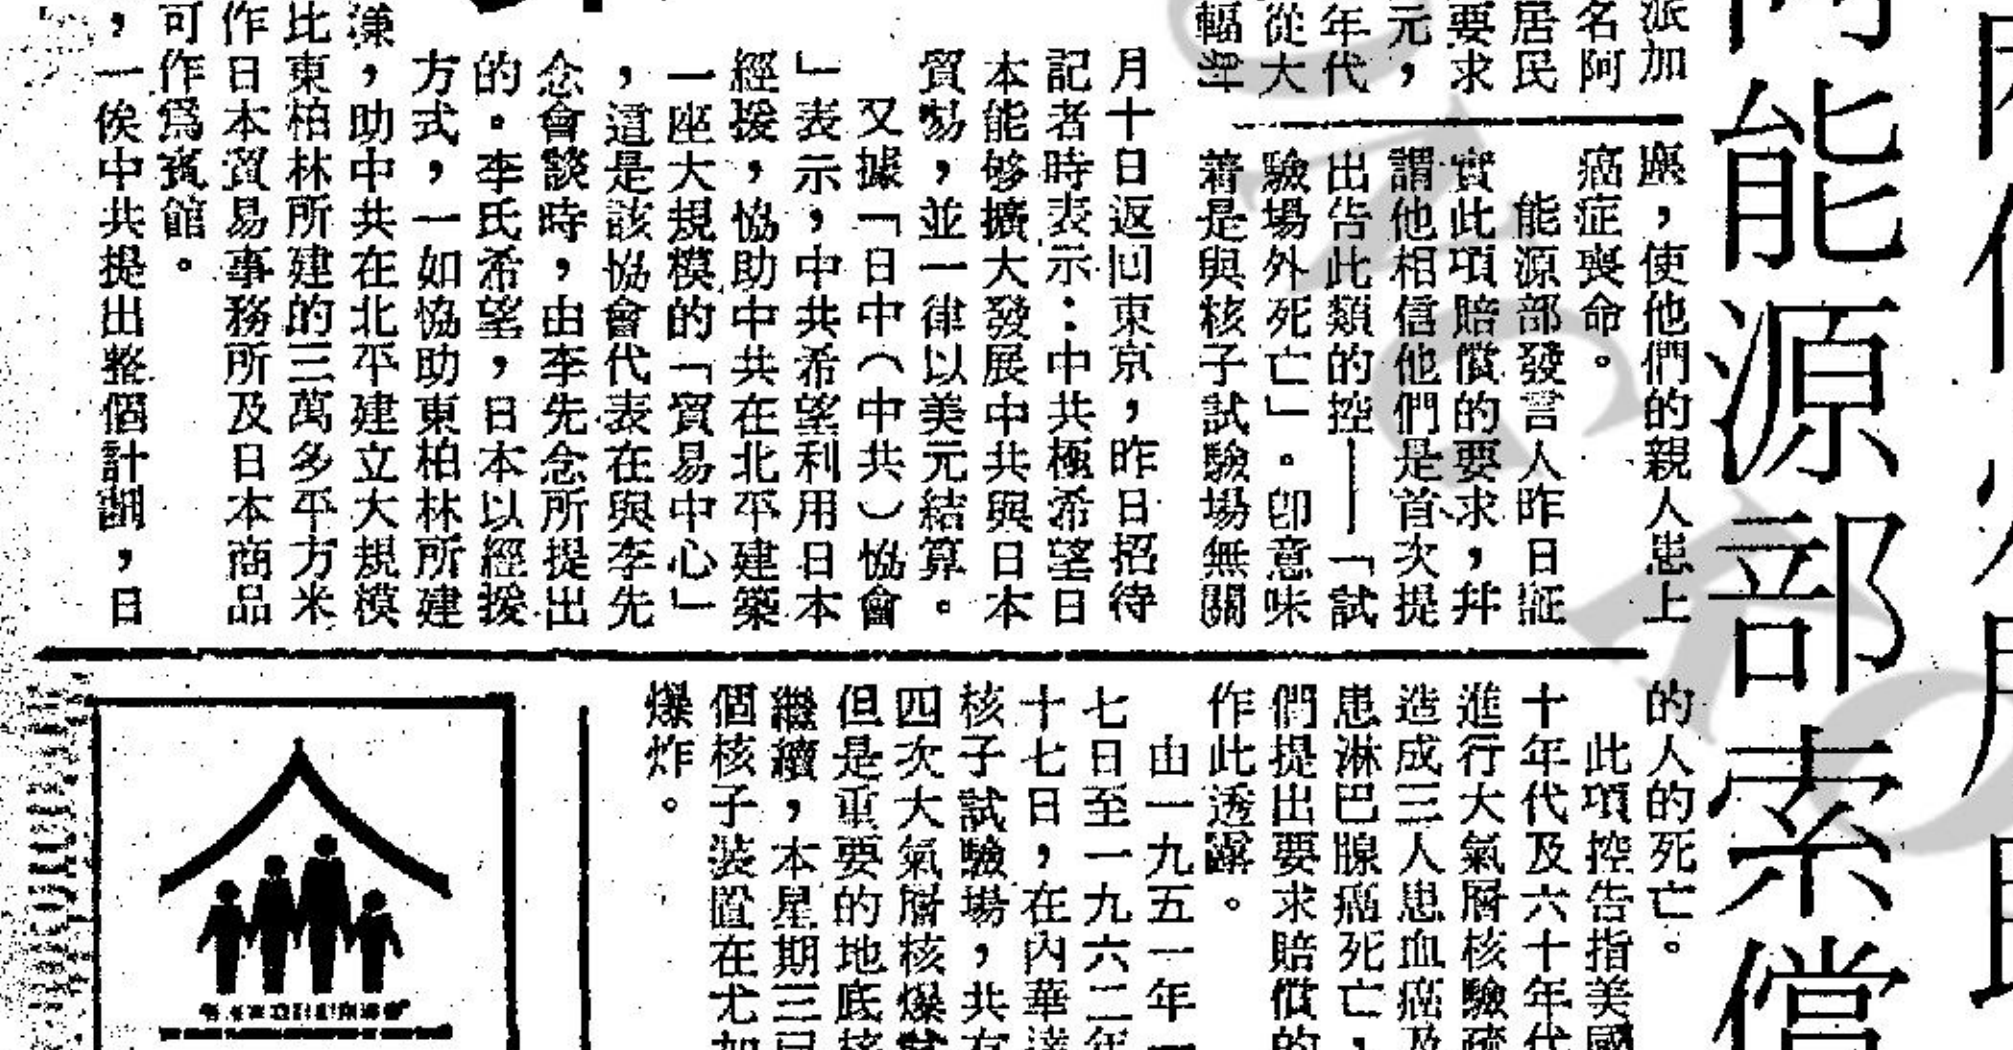 向能源部索償
派加
名阿
居民
要求
元，
年代
從大
輻射
塵，使他們的親人患上
癌症喪命。
能源部發言人昨日証
實此項賠償的要求，幷
謂他相信他們是首次提
出告此類的控——「試
驗場外死亡」。卽意味
着是與核子試驗場無關
的人的死亡。
此項控告指美國
十年代及六十年代
進行大氣層核驗疏
造成三人患血癌及
患淋巴腺癌死亡，
們提出要求賠償的
作此透露。
由一九五一年一
七日至一九六二年
十七日，在內華達
核子試驗場，共有
四次大氣層核爆試
但是重要的地底核
繼續，本星期三已
個核子裝置在尤加
爆炸。
月十日返回東京，昨日招待
記者時表示：中共極希望日
本能够擴大發展中共與日本
貿易，並一律以美元結算。
又據「日中（中共）協會
」表示，中共希望利用日本
經援，協助中共在北平建築
一座大規模的「貿易中心」
，這是該協會代表在與李先
念會談時，由李先念所提出
的。李氏希望，日本以經援
方式，一如協助東柏林所建
，助中共在北平建立大規模
比東柏林所建的三萬多平方米
作日本貿易事務所及日本商品
可作爲賓館。
，一俟中共提出整個計劃，日